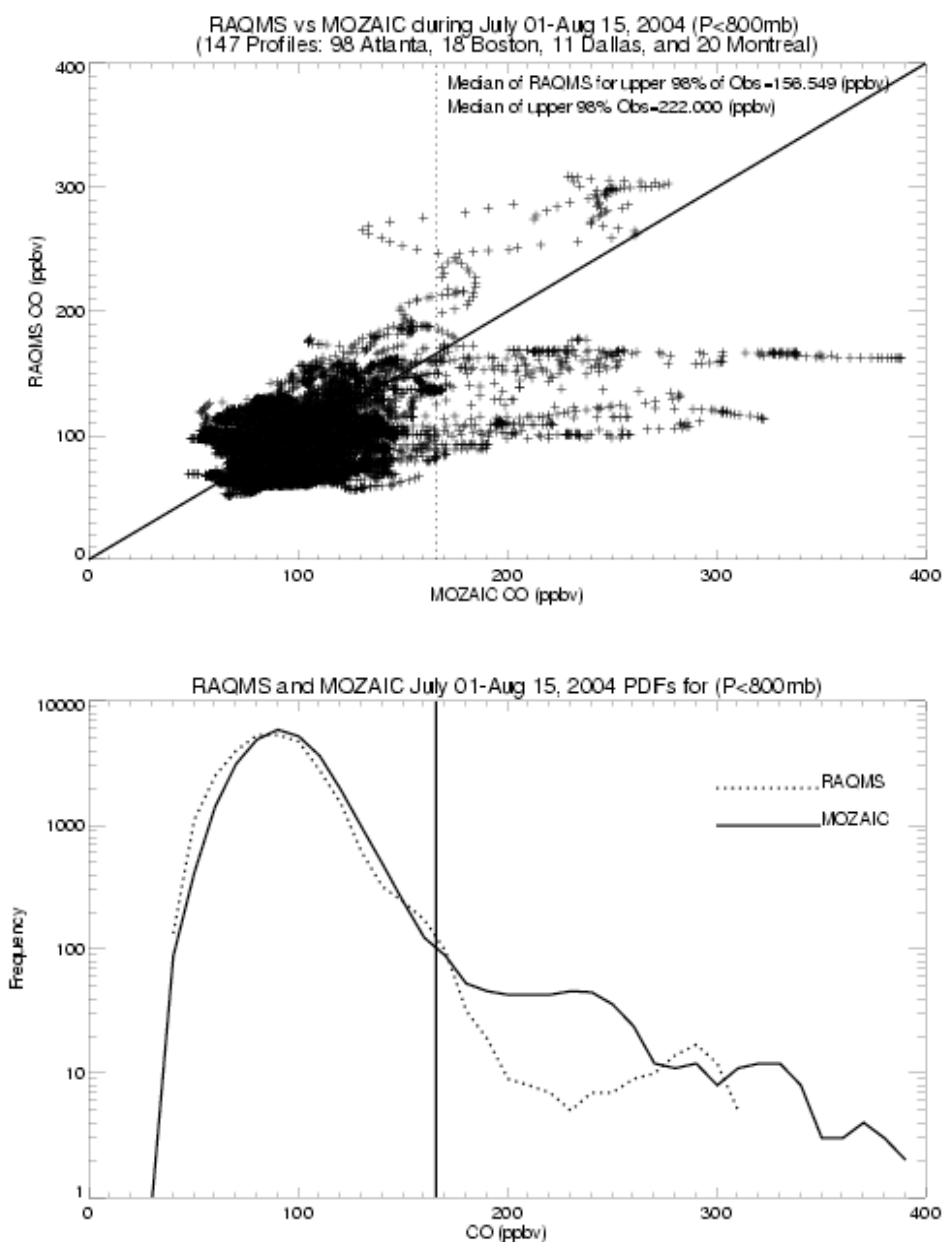 RAQMS vs MOZAIC during July 01-Aug 15, 2004 (P<800mb)
(147 Profiles: 98 Atlanta, 18 Boston, 11 Dallas, and 20 Montreal)
Median of RAQMS for upper 98% of Obs=156.549 (ppbv)
Median of upper 98% Obs=222.000 (ppbv)
400
300
200
100
0
RAQMS CO (ppbv)
0 100 200 300 400
MOZAIC CO (ppbv)
RAQMS and MOZAIC July 01-Aug 15, 2004 PDFs for (P<800mb)
RAQMS
MOZAIC
10000
1000
100
10
1
Frequency
0 100 200 300 400
CO (ppbv)